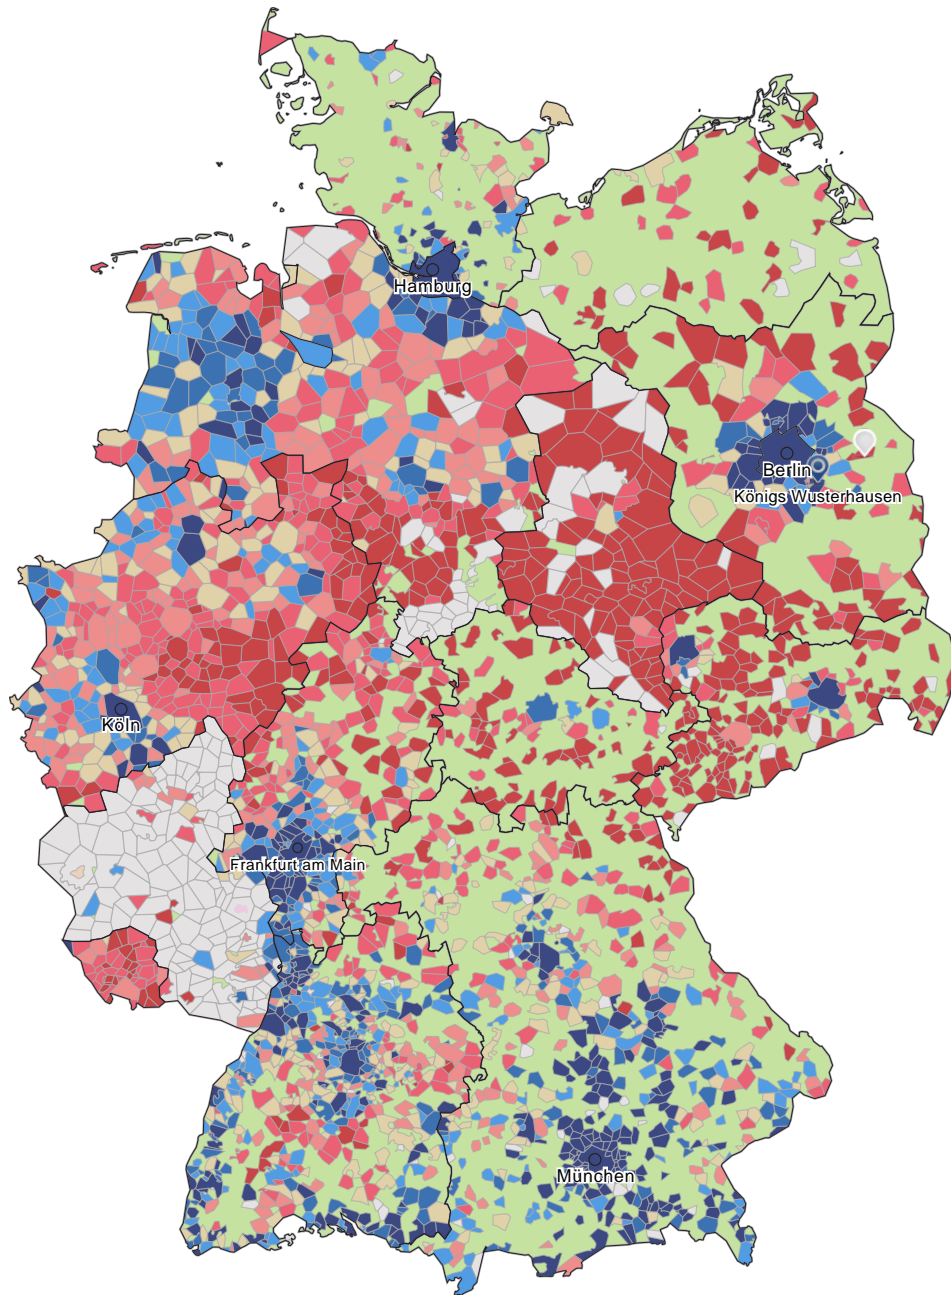 Hamburg
Berlin
Königs Wusterhausen
Köln
Frankfurt am Main
München